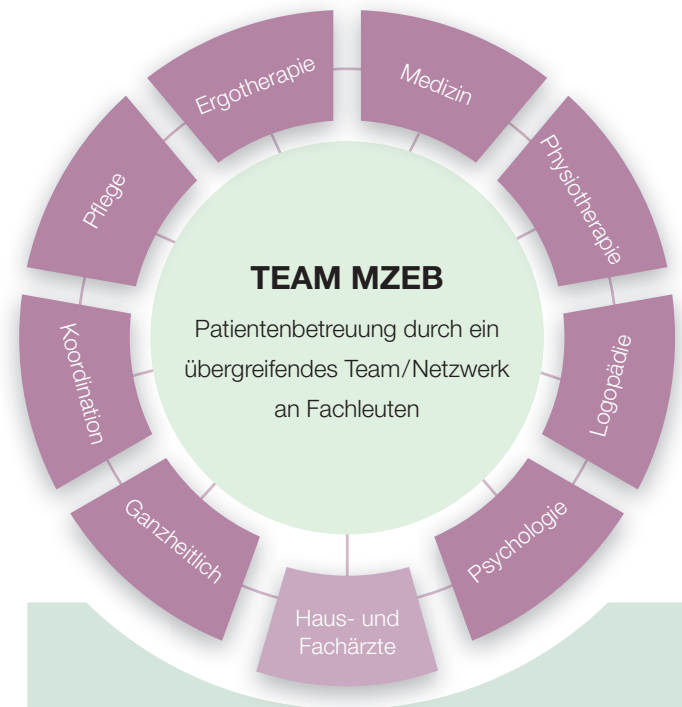 Ergotherapie
Medizin
Physiotherapie
Logopädie
Psychologie
Haus- und
Fachärzte
Ganzheitlich
Koordination
Pflege
TEAM MZEB
Patientenbetreuung durch ein
übergreifendes Team/Netzwerk
an Fachleuten